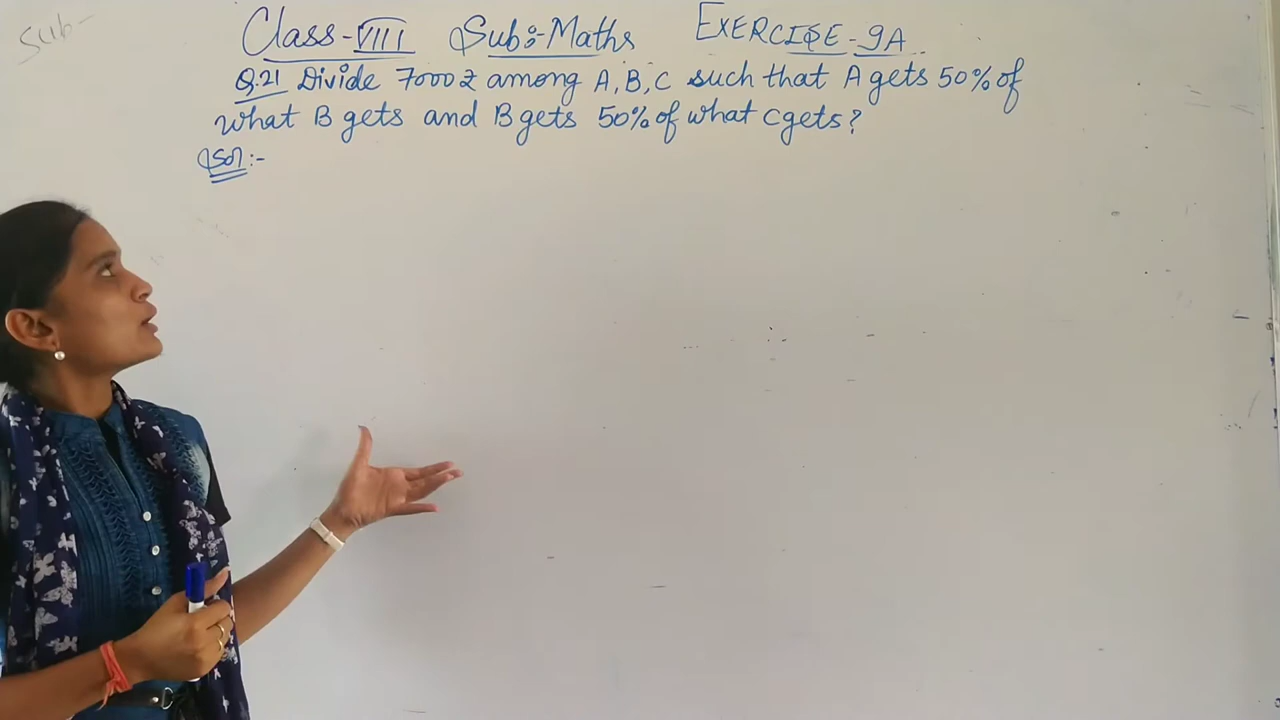 Sub-
Class-VIII Sub:-Maths EXERCISE-9A
Q.21 Divide 7000₹ among A, B, C such that A gets 50% of
what B gets and B gets 50% of what C gets?
Sol:-